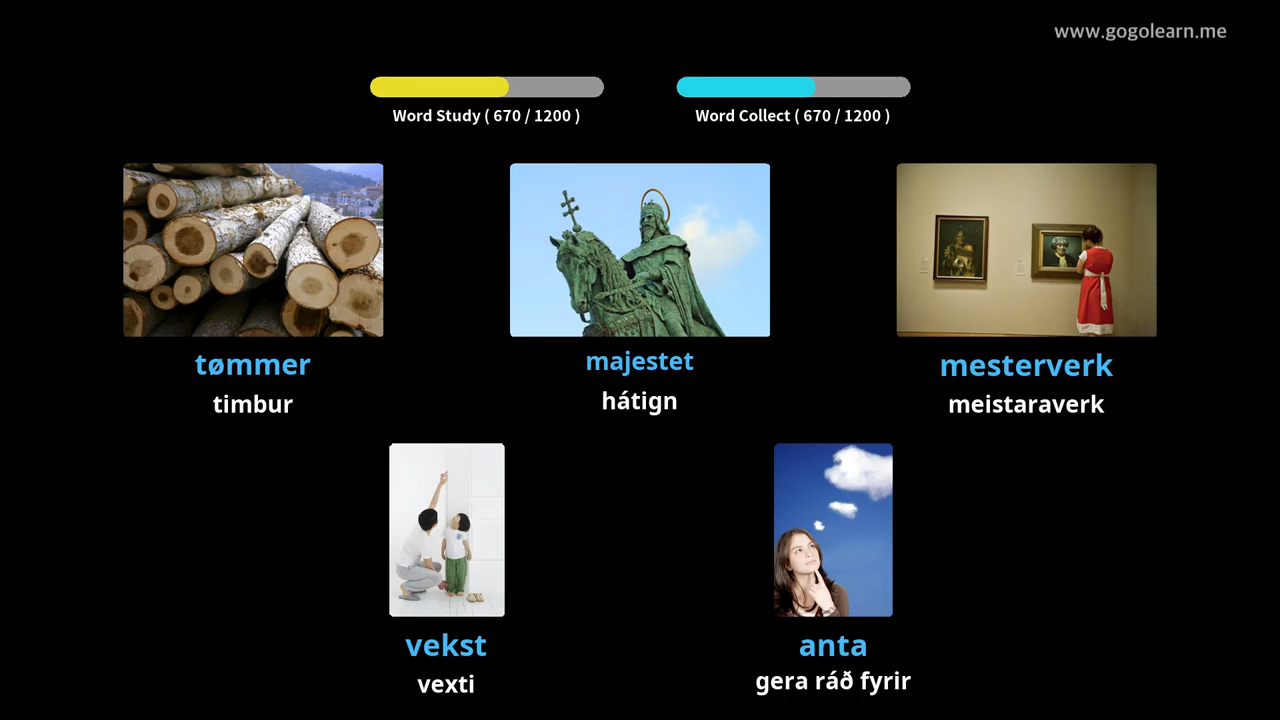 www.gogolearn.me
Word Study ( 670 / 1200 )
Word Collect ( 670 / 1200 )
tømmer
timbur
majestet
hátign
mesterverk
meistaraverk
vekst
vexti
anta
gera ráð fyrir